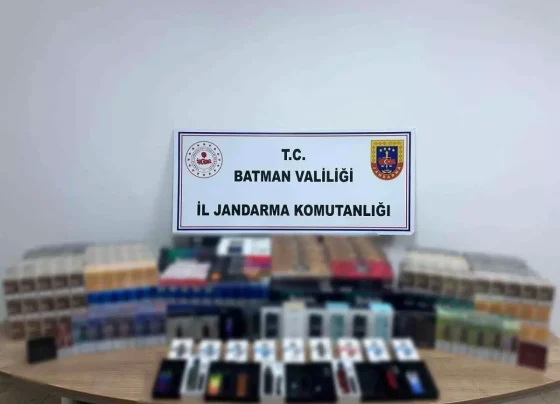 T.C.
BATMAN VALİLİĞİ
İL JANDARMA KOMUTANLIĞI